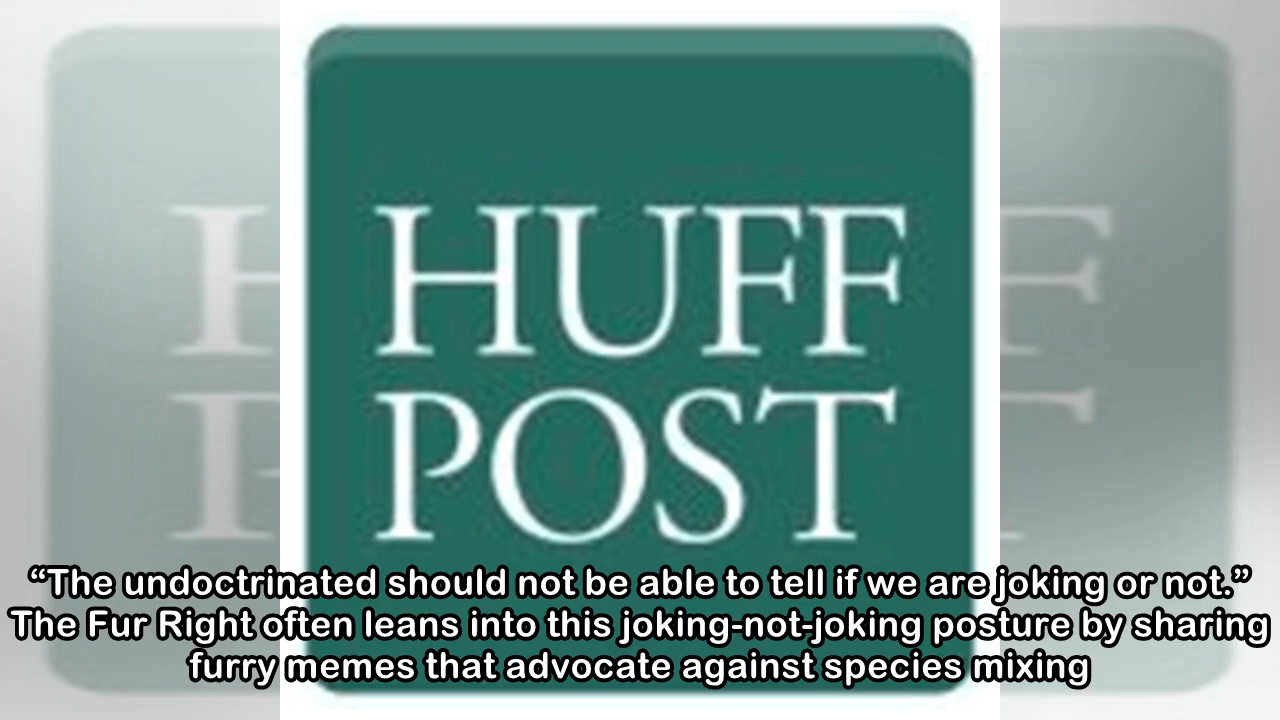 HUFF
POST
“The undoctrinated should not be able to tell if we are joking or not.”
The Fur Right often leans into this joking-not-joking posture by sharing
furry memes that advocate against species mixing